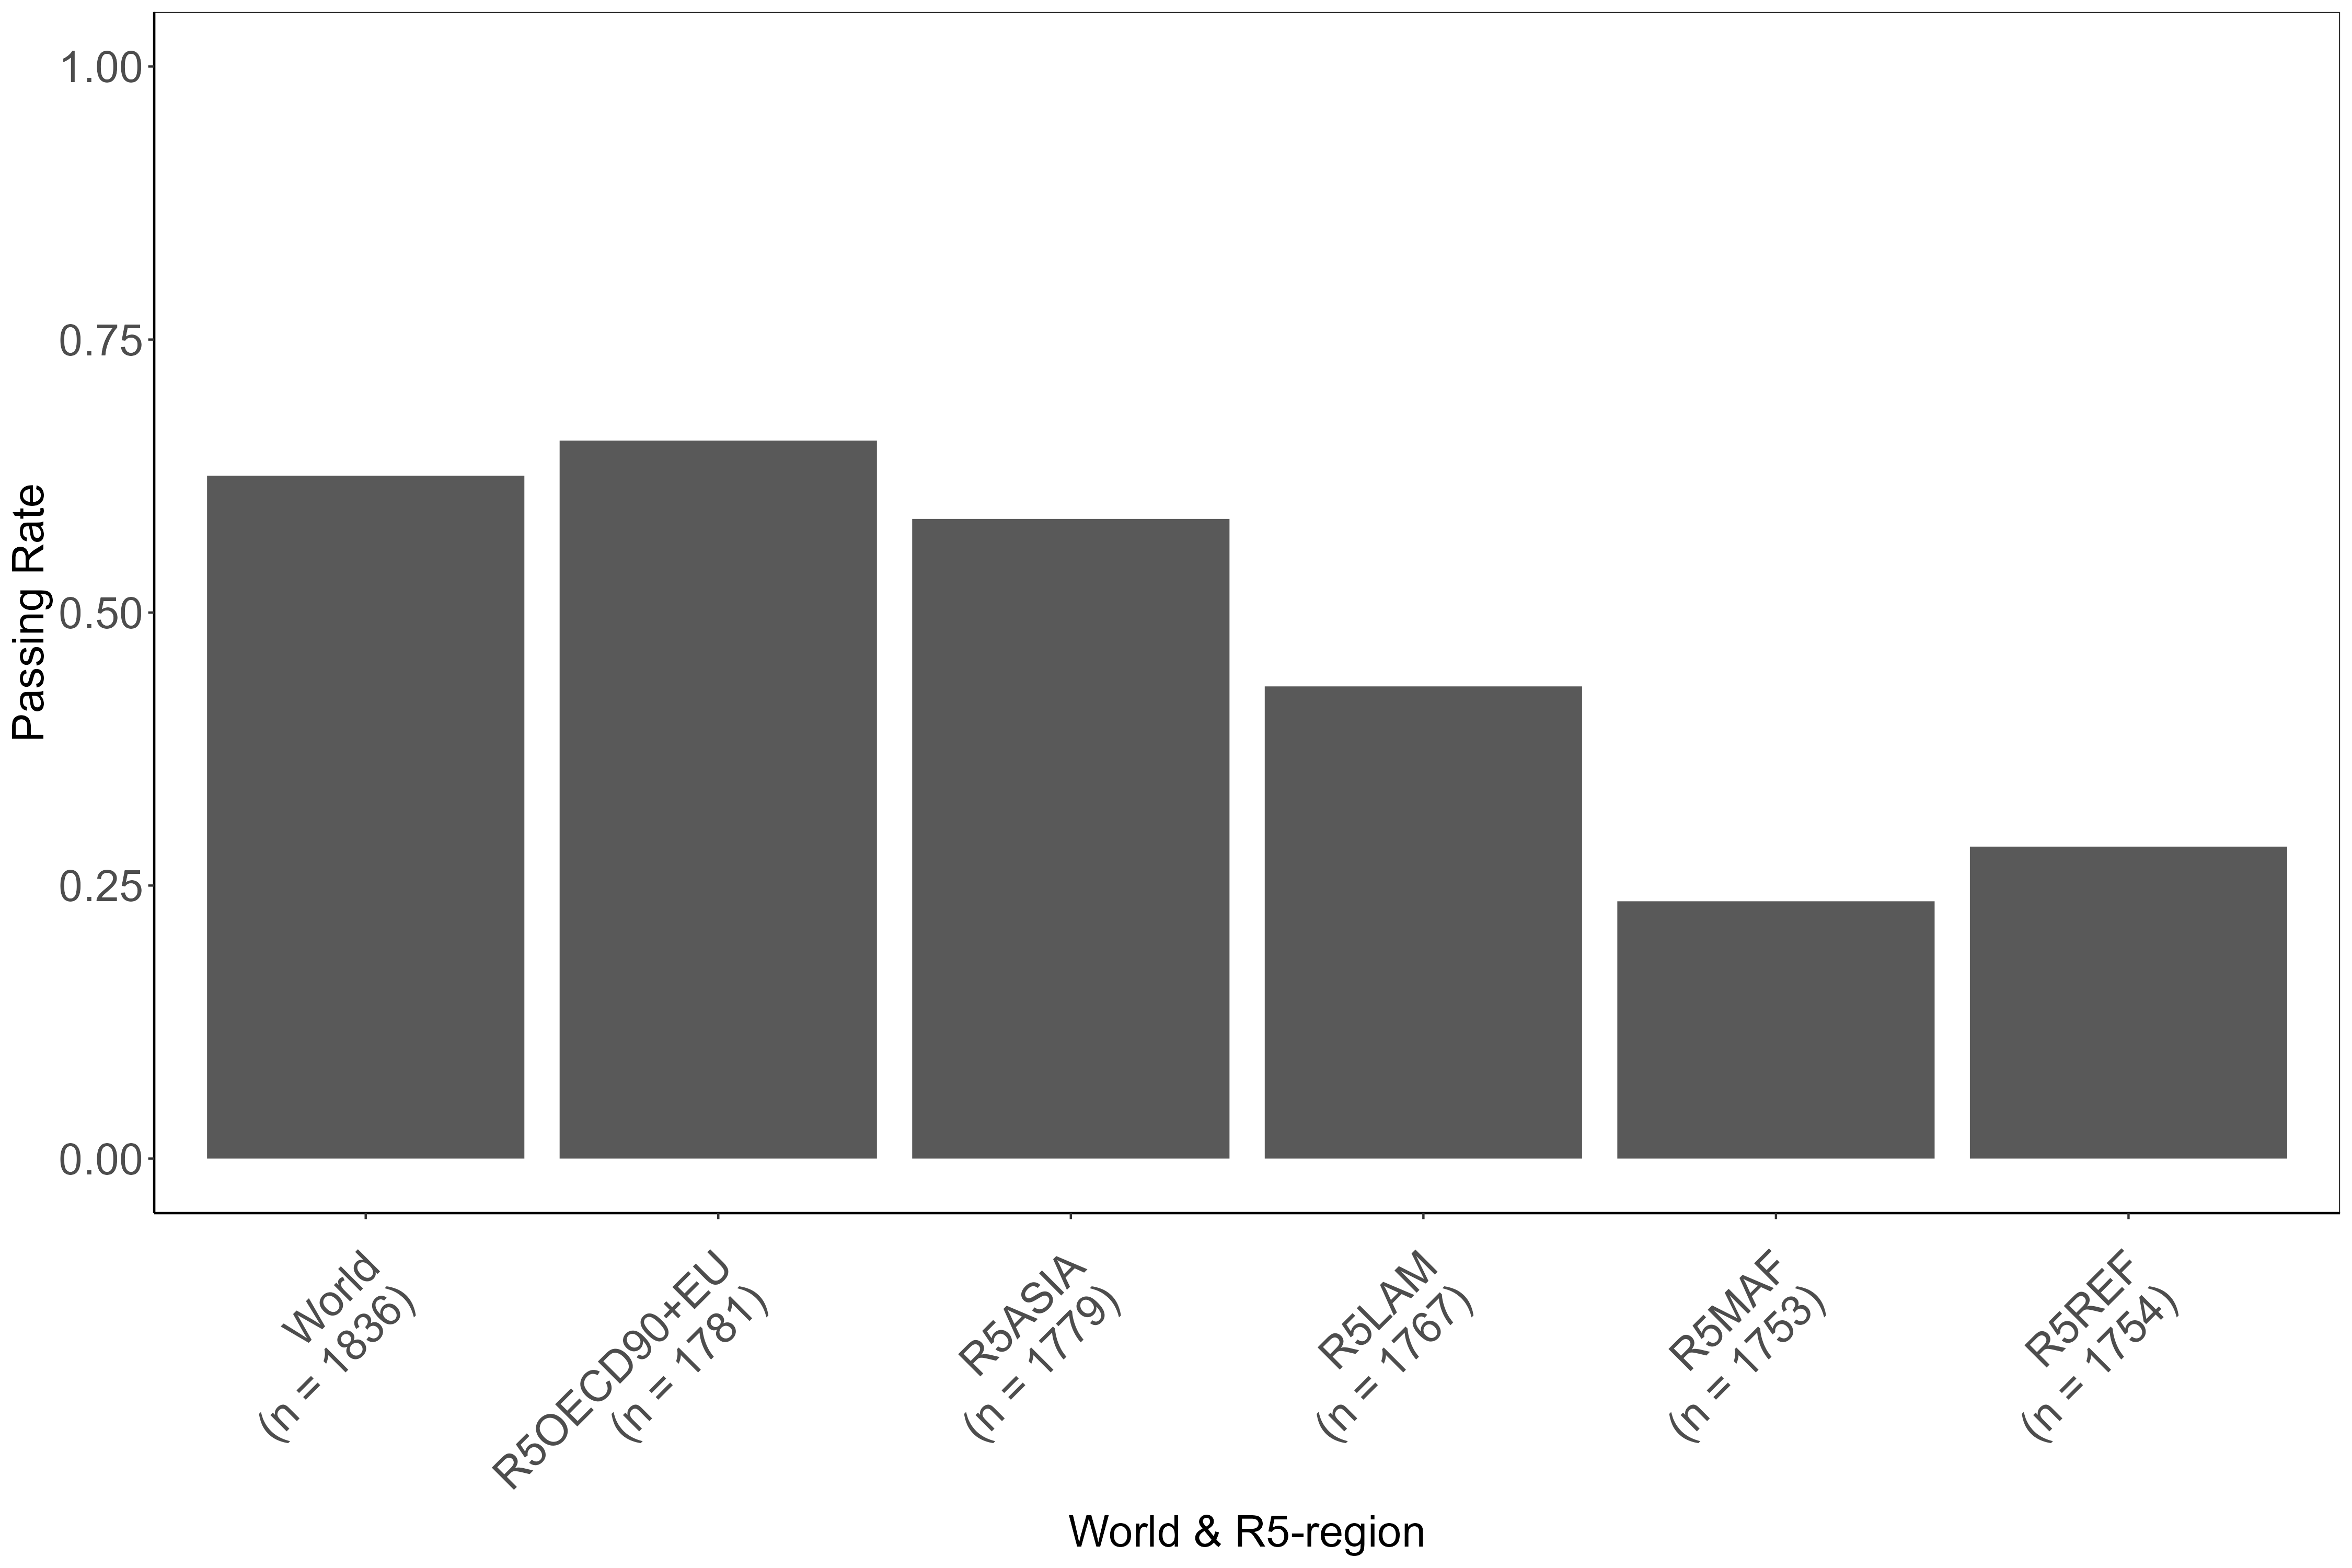 Passing Rate
1.00
0.75
0.50
0.25
0.00
World
(n = 1836)
R5OECD90+EU
(n = 1781)
R5ASIA
(n = 1779)
R5LAM
(n = 1767)
R5MAF
(n = 1753)
R5REF
(n = 1754)
World & R5-region